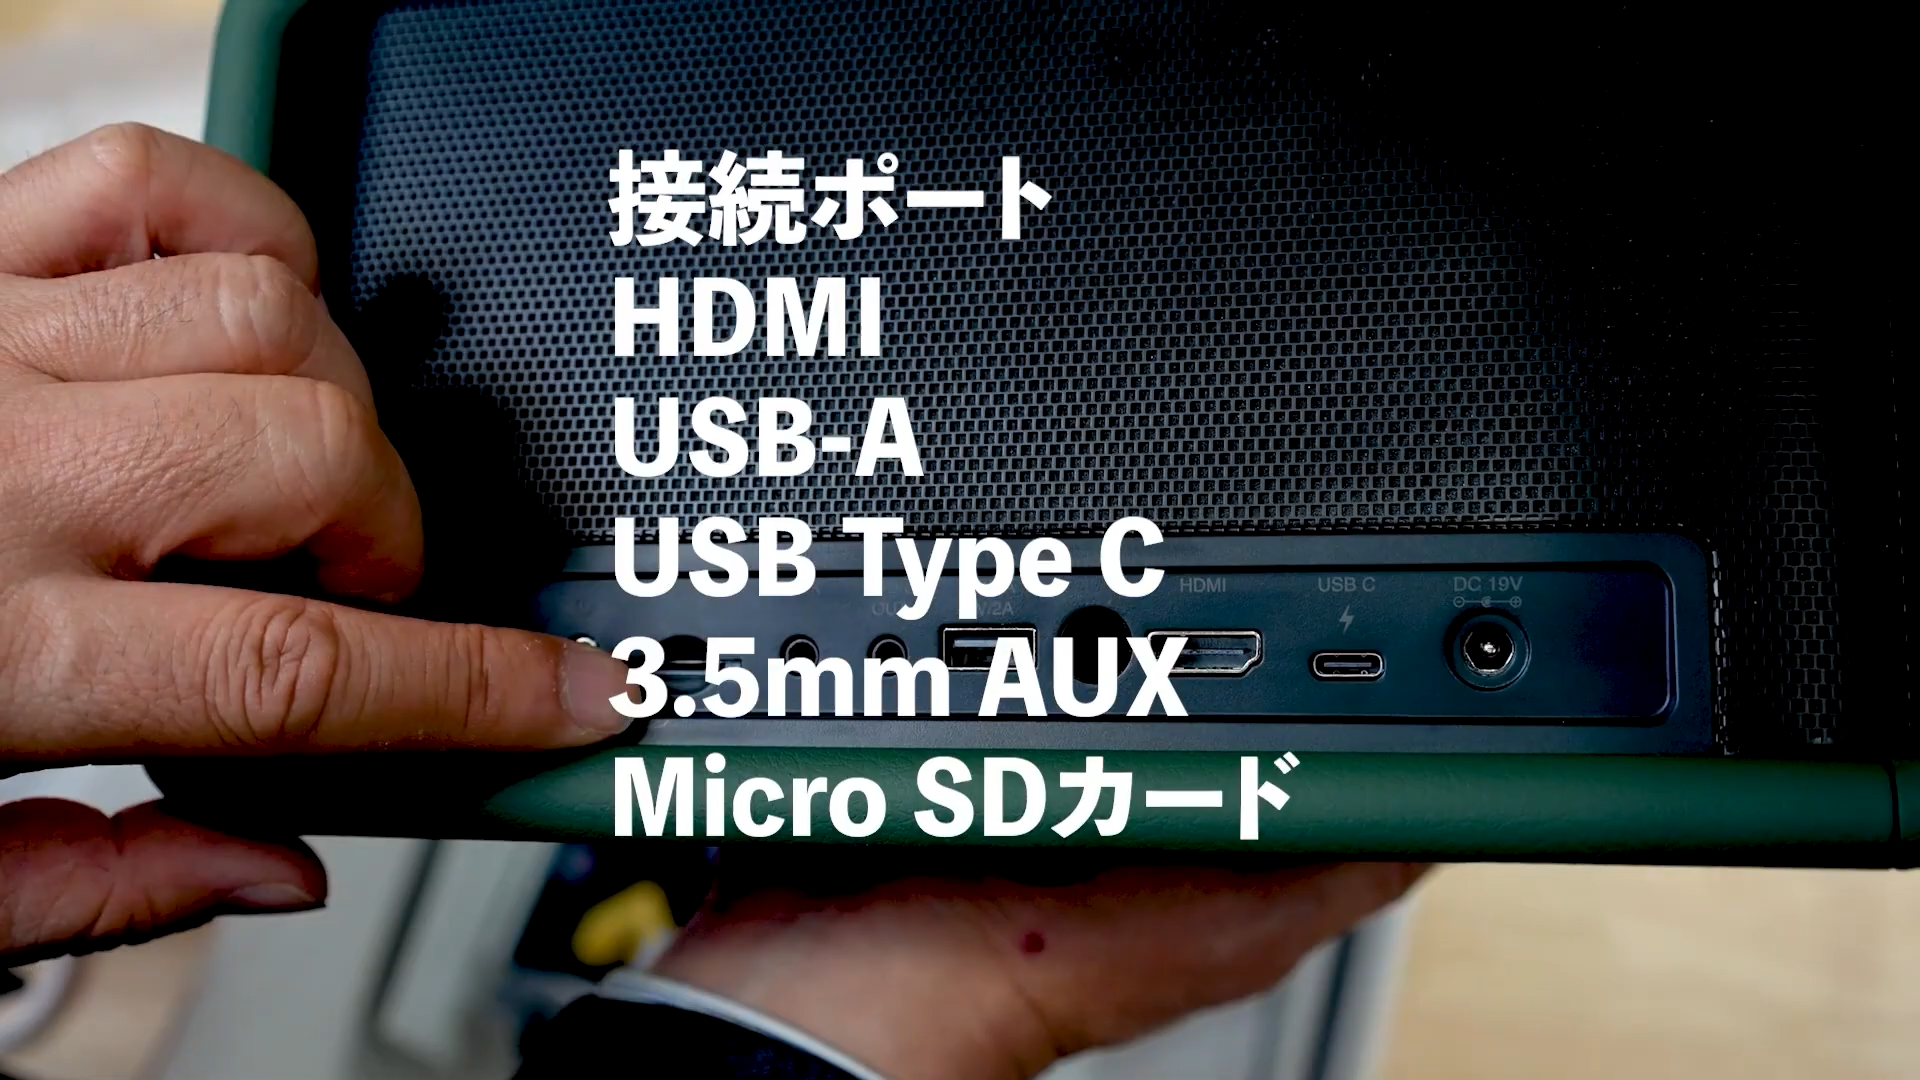 接続ポート
HDMI
USB-A
USB Type C
3.5mm AUX
Micro SDカード
HDMI
USB C
DC 19V